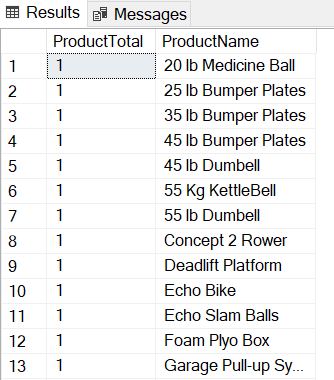 Results Messages
ProductTotal ProductName
1 1 20 lb Medicine Ball
2 1 25 lb Bumper Plates
3 1 35 lb Bumper Plates
4 1 45 lb Bumper Plates
5 1 45 lb Dumbell
6 1 55 Kg KettleBell
7 1 55 lb Dumbell
8 1 Concept 2 Rower
9 1 Deadlift Platform
10 1 Echo Bike
11 1 Echo Slam Balls
12 1 Foam Plyo Box
13 1 Garage Pull-up Sy...